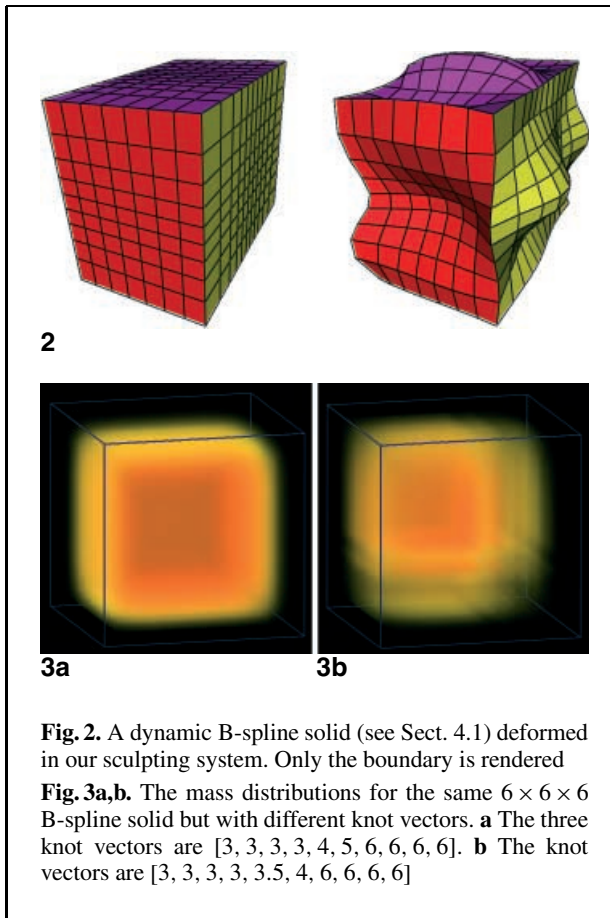 2
3a 3b
Fig. 2. A dynamic B-spline solid (see Sect. 4.1) deformed
in our sculpting system. Only the boundary is rendered
Fig. 3a,b. The mass distributions for the same 6 × 6 × 6
B-spline solid but with different knot vectors. a The three
knot vectors are [3, 3, 3, 3, 4, 5, 6, 6, 6, 6]. b The knot
vectors are [3, 3, 3, 3, 3.5, 4, 6, 6, 6, 6]